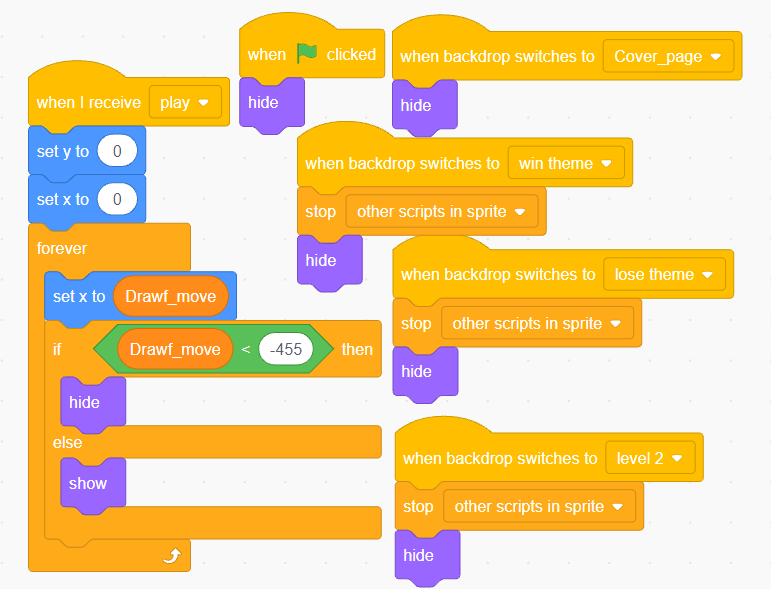 when I receive play
set y to 0
set x to 0
forever
set x to Drawf_move
if Drawf_move < -455 then
hide
else
show
when clicked
hide
when backdrop switches to Cover_page
hide
when backdrop switches to win theme
stop other scripts in sprite
hide
when backdrop switches to lose theme
stop other scripts in sprite
hide
when backdrop switches to level 2
stop other scripts in sprite
hide